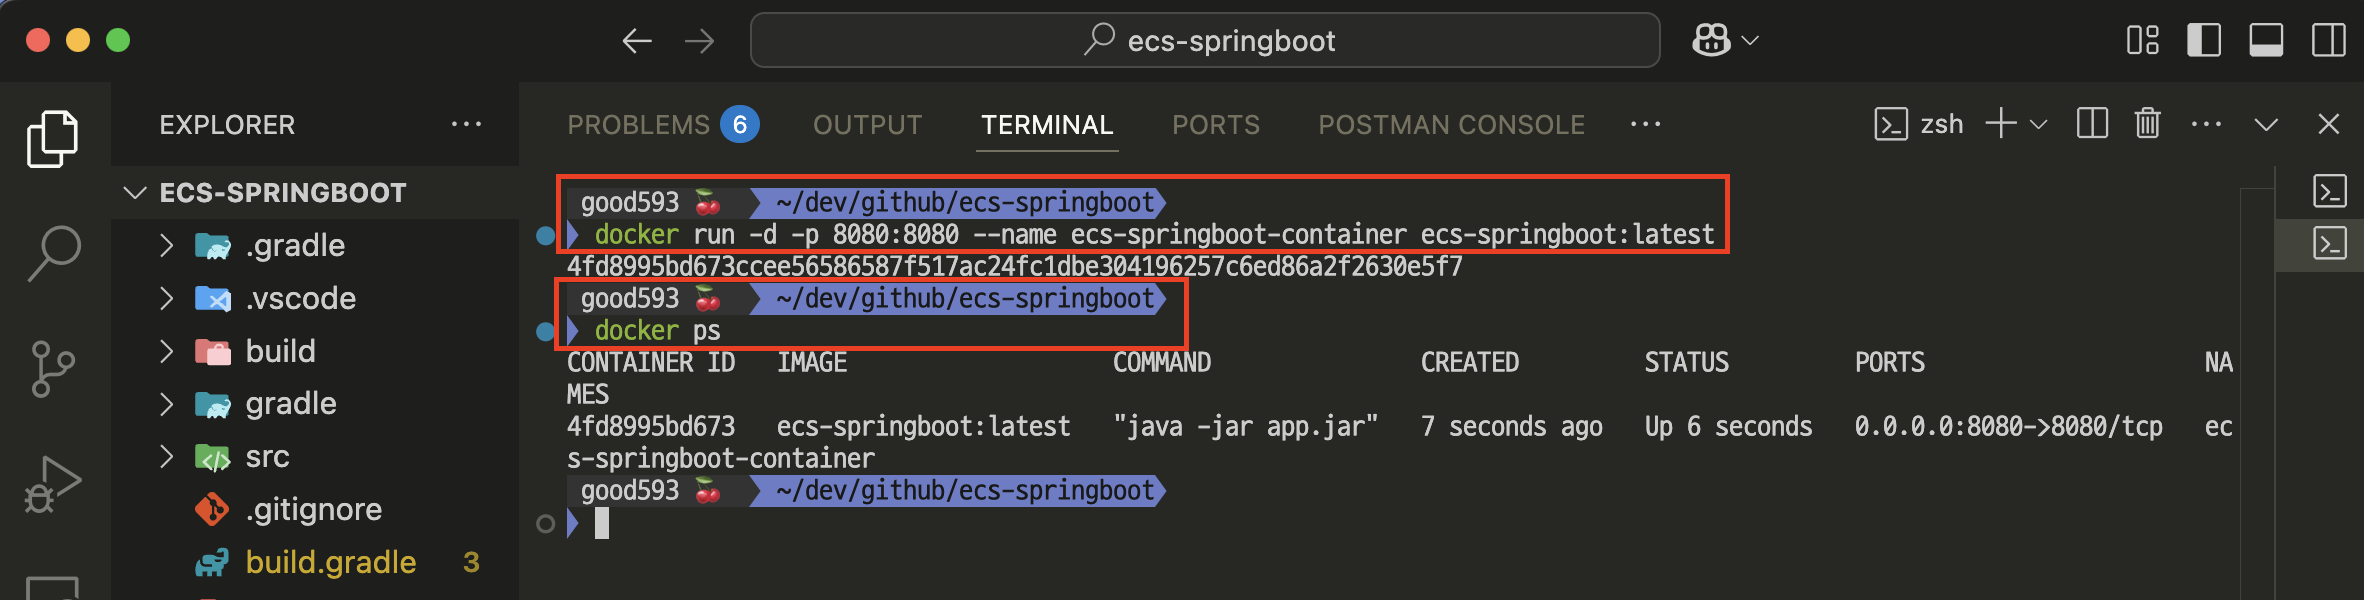 ecs-springboot
EXPLORER
PROBLEMS 6 OUTPUT TERMINAL PORTS POSTMAN CONSOLE
zsh
ECS-SPRINGBOOT
.gradle
.vscode
build
gradle
src
.gitignore
build.gradle 3
good593 🍒 ~/dev/github/ecs-springboot
docker run -d -p 8080:8080 --name ecs-springboot-container ecs-springboot:latest
4fd8995bd673ccee56586587f517ac24fc1dbe304196257c6ed86a2f2630e5f7
good593 🍒 ~/dev/github/ecs-springboot
docker ps
CONTAINER ID IMAGE COMMAND CREATED STATUS PORTS NA
MES
4fd8995bd673 ecs-springboot:latest "java -jar app.jar" 7 seconds ago Up 6 seconds 0.0.0.0:8080->8080/tcp ec
s-springboot-container
good593 🍒 ~/dev/github/ecs-springboot